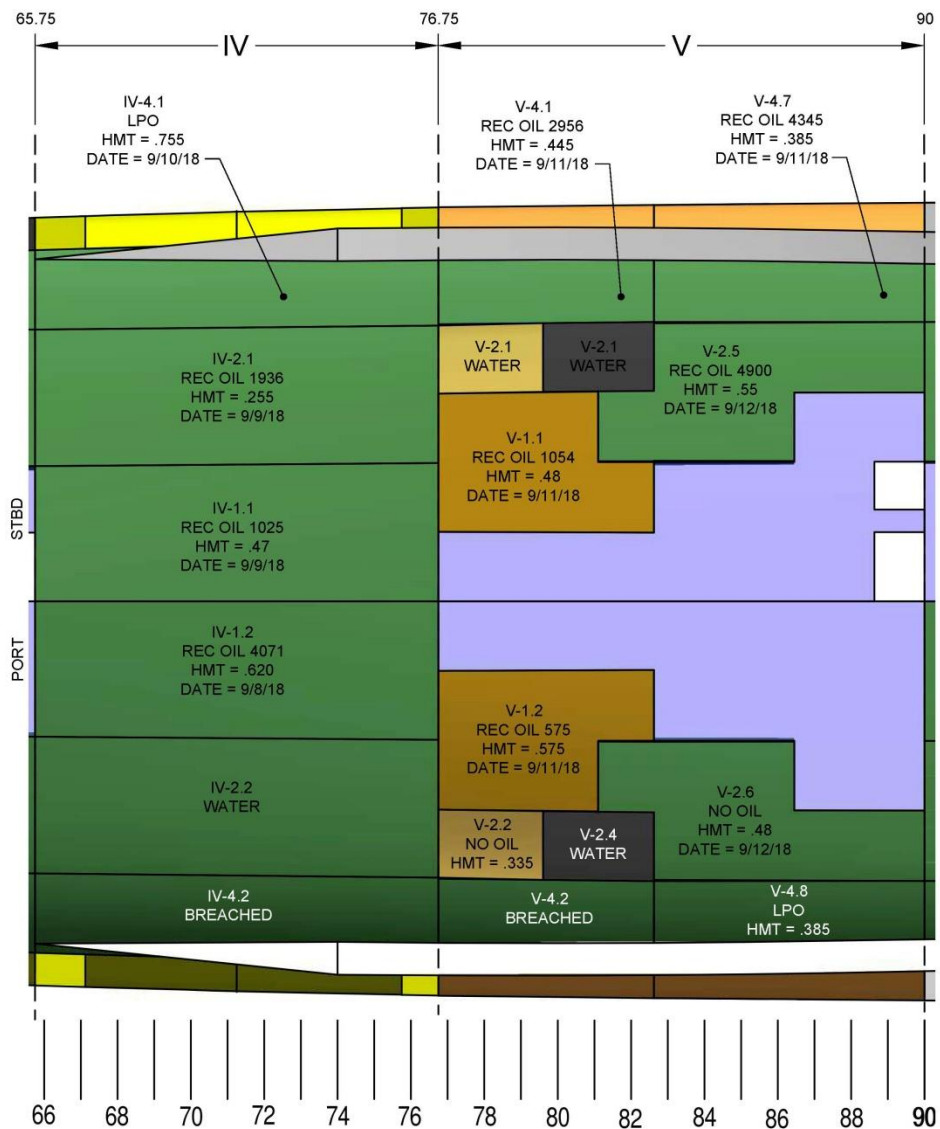 65.75
76.75
90
IV
V
IV-4.1
LPO
HMT = .755
DATE = 9/10/18
V-4.1
REC OIL 2956
HMT = .445
DATE = 9/11/18
V-4.7
REC OIL 4345
HMT = .385
DATE = 9/11/18
IV-2.1
REC OIL 1936
HMT = .255
DATE = 9/9/18
V-2.1
WATER
V-2.1
WATER
V-2.5
REC OIL 4900
HMT = .55
DATE = 9/12/18
V-1.1
REC OIL 1054
HMT = .48
DATE = 9/11/18
STBD
IV-1.1
REC OIL 1025
HMT = .47
DATE = 9/9/18
PORT
IV-1.2
REC OIL 4071
HMT = .620
DATE = 9/8/18
V-1.2
REC OIL 575
HMT = .575
DATE = 9/11/18
IV-2.2
WATER
V-2.2
NO OIL
HMT = .335
V-2.4
WATER
V-2.6
NO OIL
HMT = .48
DATE = 9/12/18
IV-4.2
BREACHED
V-4.2
BREACHED
V-4.8
LPO
HMT = .385
66 68 70 72 74 76 78 80 82 84 86 88 90